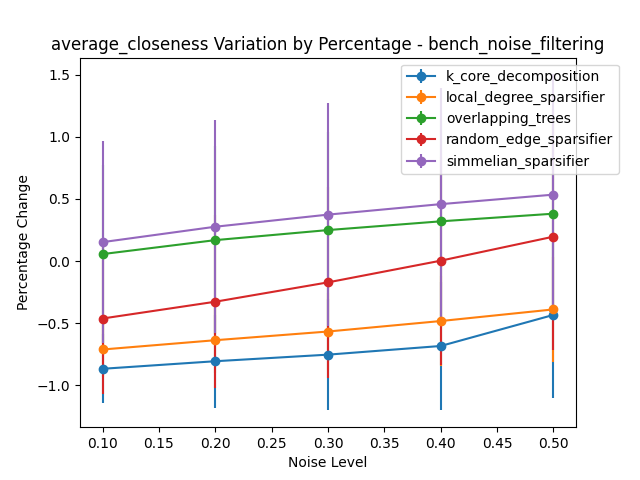 average_closeness Variation by Percentage - bench_noise_filtering
k_core_decomposition
local_degree_sparsifier
overlapping_trees
random_edge_sparsifier
simmelian_sparsifier
Percentage Change
1.5
1.0
0.5
0.0
−0.5
−1.0
0.10 0.15 0.20 0.25 0.30 0.35 0.40 0.45 0.50
Noise Level